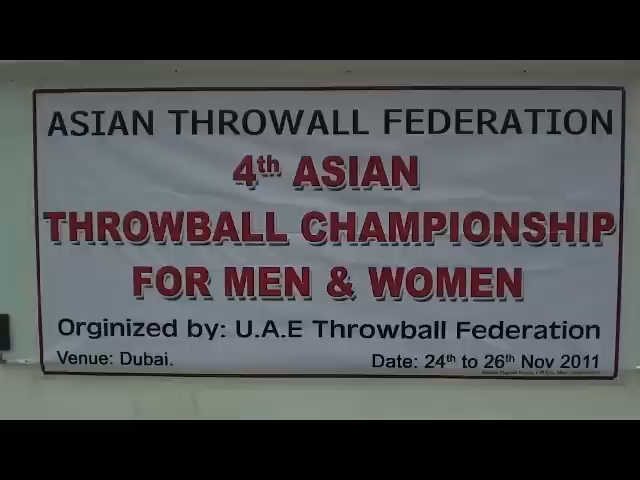 ASIAN THROWALL FEDERATION
4th ASIAN
THROWBALL CHAMPIONSHIP
FOR MEN & WOMEN
Orginized by: U.A.E Throwball Federation
Venue: Dubai.
Date: 24th to 26th Nov 2011